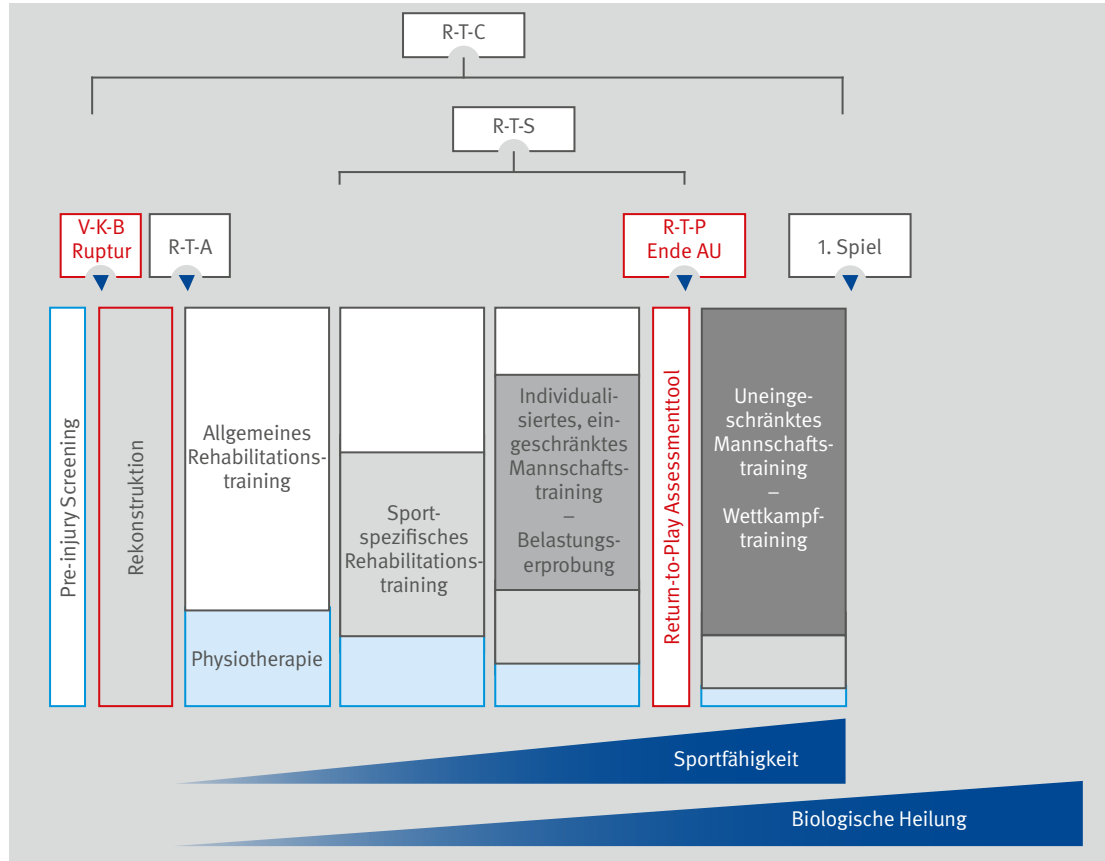 R-T-C
R-T-S
V-K-B
Ruptur
R-T-A
R-T-P
Ende AU
1. Spiel
Pre-injury Screening
Rekonstruktion
Allgemeines
Rehabilitations-
training
Physiotherapie
Sport-
spezifisches
Rehabilitations-
training
Individuali-
siertes, ein-
geschränktes
Mannschafts-
training
–
Belastungs-
erprobung
Return-to-Play Assessmenttool
Uneinge-
schränktes
Mannschafts-
training
–
Wettkampf-
training
Sportfähigkeit
Biologische Heilung